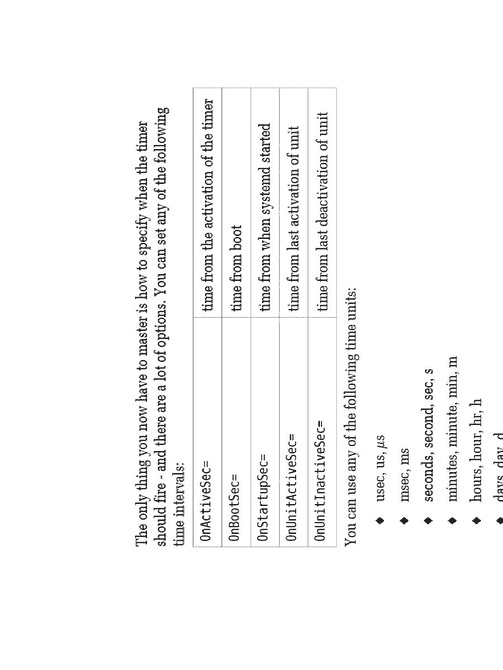 The only thing you now have to master is how to specify when the timer
should fire - and there are a lot of options. You can set any of the following
time intervals:
OnActiveSec= time from the activation of the timer
OnBootSec= time from boot
OnStartupSec= time from when systemd started
OnUnitActiveSec= time from last activation of unit
OnUnitInactiveSec= time from last deactivation of unit
You can use any of the following time units:
♦ usec, us, µs
♦ msec, ms
♦ seconds, second, sec, s
♦ minutes, minute, min, m
♦ hours, hour, hr, h
♦ days, day, d